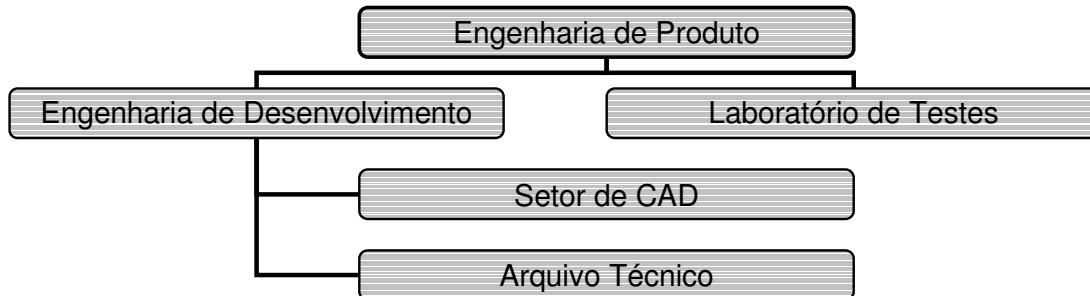 Engenharia de Produto
Engenharia de Desenvolvimento
Laboratório de Testes
Setor de CAD
Arquivo Técnico